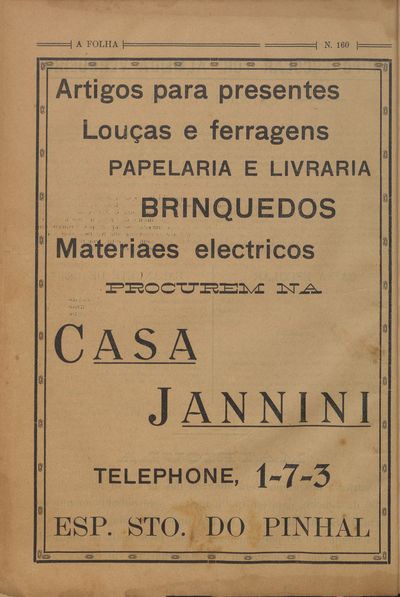 A FOLHA N. 160
Artigos para presentes
Louças e ferragens
PAPELARIA E LIVRARIA
BRINQUEDOS
Materiaes electricos
PROCUREM NA
CASA
JANNINI
TELEPHONE, 1-7-3
ESP. STO. DO PINHAL